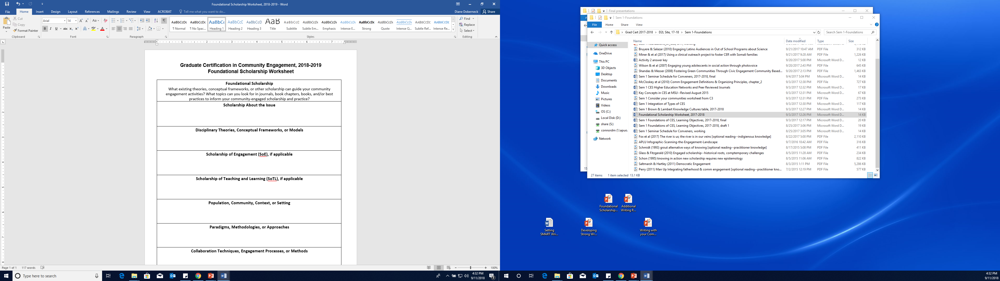 Foundational Scholarship Worksheet, 2018-2019 - Word
File Home Insert Design Layout References Mailings Review View ACROBAT Tell me what you want to do...
Diane Doberneck Share
Paste
Cut
Copy
Format Painter
Clipboard
Arial 14
Font
Paragraph
AaBbCcDc AaBbCcDc AaBbC AaBbCcC AaBbCcD AaB AaBbCcC AaBbCcDc AaBbCcDc AaBbCcDc AaBbCcDc AaBbCcDc AaBbCcDc AaBbCcDc AaBbCcDc
¶ Normal ¶ No Spac... Heading 1 Heading 2 Heading 3 Title Subtitle Subtle Em... Emphasis Intense E... Strong Quote Intense Q... Subtle Ref... Intense Re...
Styles
Find
Replace
Select
Editing
Graduate Certification in Community Engagement, 2018-2019
Foundational Scholarship Worksheet
Foundational Scholarship
What existing theories, conceptual frameworks, or other scholarship can guide your community
engagement activities? What topics can you look for in journals, book chapters, books, and/or best
practices to inform your community-engaged scholarship and practice?
Scholarship About the Issue
Disciplinary Theories, Conceptual Frameworks, or Models
Scholarship of Engagement (SoE), if applicable
Scholarship of Teaching and Learning (SoTL), if applicable
Population, Community, Context, or Setting
Paradigms, Methodologies, or Approaches
Collaboration Techniques, Engagement Processes, or Methods
Page 1 of 1 117 words
100%
Type here to search
4:32 PM
9/11/2018
Final presentations
Sem 1-Foundations
File Home Share View
Grad Cert 2017-2018 › D2L Site, 17-18 › Sem 1-Foundations
Search Sem 1-Foundations
Quick access
OneDrive
This PC
3D Objects
Desktop
Documents
Downloads
Music
Pictures
Videos
OS (C:)
Local Disk (D:)
share (S:)
connordm (\\apuo.
Network
Name Date modified Type Size
Bruyere & Salazar (2010) Engaging Latino Audiences in Out of School Programs about Science 9/21/2017 10:47 AM PDF File 312 KB
Miner & et al (2017) Using a clinical outreach project to foster CER with Somali families 9/21/2017 9:28 AM PDF File 1,226 KB
Activity 2 answer key 9/20/2017 5:00 PM Microsoft Word D... 12 KB
Wilson & et al (2007) Engaging young adolescents in social action through photovoice 9/20/2017 2:43 PM PDF File 645 KB
Shandas & Messer (2008) Fostering Green Communities Through Civic Engagement Community Based... 9/20/2017 2:13 PM PDF File 1,463 KB
Sem 1 Seminar Schedule for Conveners, 2017-2018, final 9/4/2017 5:04 PM Microsoft Word D... 14 KB
McCloskey et al (2010) Comm Engagement Definitions & Organizing Principles, chapter_2 9/3/2017 12:38 PM PDF File 727 KB
Sem 1 CES Higher Education Networks and Peer Reviewed Journals 9/3/2017 12:32 PM Microsoft Word D... 17 KB
Key Concepts in CES at MSU--Revised August 2015 9/3/2017 12:31 PM Microsoft Word D... 67 KB
Sem 1 Consider your communities worksheet from C3 9/3/2017 12:31 PM PDF File 273 KB
Sem 1 Integration of Types of CES 9/3/2017 12:30 PM Microsoft Word D... 117 KB
Sem 1 Brown & Lambert Knowledge Cultures table, 2017-2018 9/3/2017 12:27 PM Microsoft Word D... 14 KB
Foundational Scholarship Worksheet, 2017-2018 9/3/2017 12:26 PM Microsoft Word D... 14 KB
Sem 1 Foundations of CES, Learning Objectives, 2017-2018, final 9/3/2017 12:17 PM Microsoft Word D... 20 KB
Sem 1 Foundations of CES, Learning Objectives, 2017-2018, draft 1 8/25/2017 3:06 PM Microsoft Word D... 19 KB
Sem 1 Seminar Schedule for Conveners, working 8/25/2017 3:05 PM Microsoft Word D... 14 KB
Fox et al (2017) The river is us; the river is in our veins [optional reading--indigienous knowledge] 8/22/2017 5:00 PM PDF File 2,110 KB
APLU Infographic-Scanning-the-Engagement-Landscape 9/7/2016 10:42 AM PDF File 316 KB
Schmidt (1993) grout alternative ways of knowing [optional reading--practitioner knowledge] 8/17/2015 5:08 PM PDF File 411 KB
Glass & Fitzgerald (2010) Engaged scholarship--historical roots, comptemporary challenges 8/5/2015 11:28 AM PDF File 234 KB
Schon (1995) knowing in action new scholarship requires new epistemology 8/5/2015 11:06 AM PDF File 822 KB
Saltmarsh & Hartley (2011) Democratic Engagement 8/3/2015 1:11 PM PDF File 5,286 KB
Perry (2011) Man Up Integrating fatherhood & comm engagement [optional reading--practitioner kno... 7/2/2015 12:19 PM PDF File 577 KB
27 items 1 item selected 13.1 KB
Foundational
Scholarship...
Additional
Writing R...
Setting
SMART Wri...
Developing
Strong Wr...
Writing with
your Com...
4:32 PM
9/11/2018